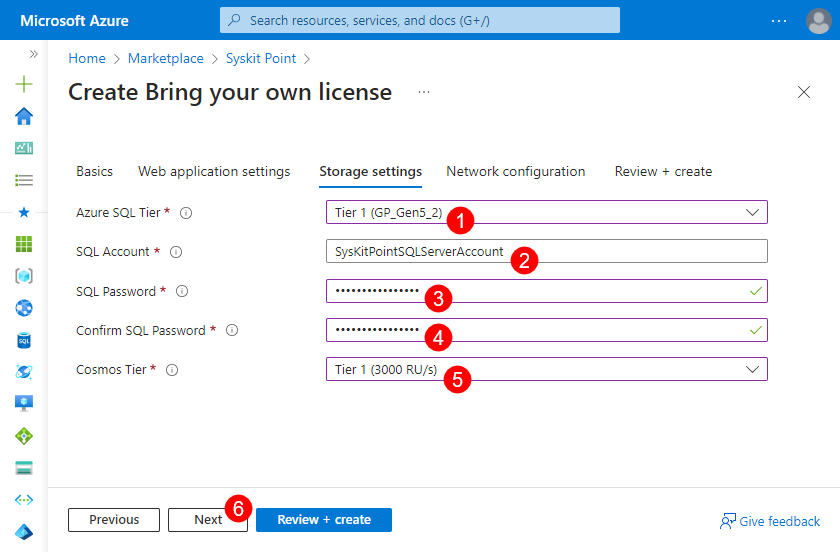 Microsoft Azure
Search resources, services, and docs (G+/)
...
»
Home > Marketplace > Syskit Point >
Create Bring your own license ...
Basics Web application settings Storage settings Network configuration Review + create
Azure SQL Tier * Tier 1 (GP_Gen5_2) 1
SQL Account * SysKitPointSQLServerAccount 2
SQL Password * •••••••••••••••• 3
Confirm SQL Password * •••••••••••••••• 4
Cosmos Tier * Tier 1 (3000 RU/s) 5
SQL
Previous Next 6 Review + create Give feedback